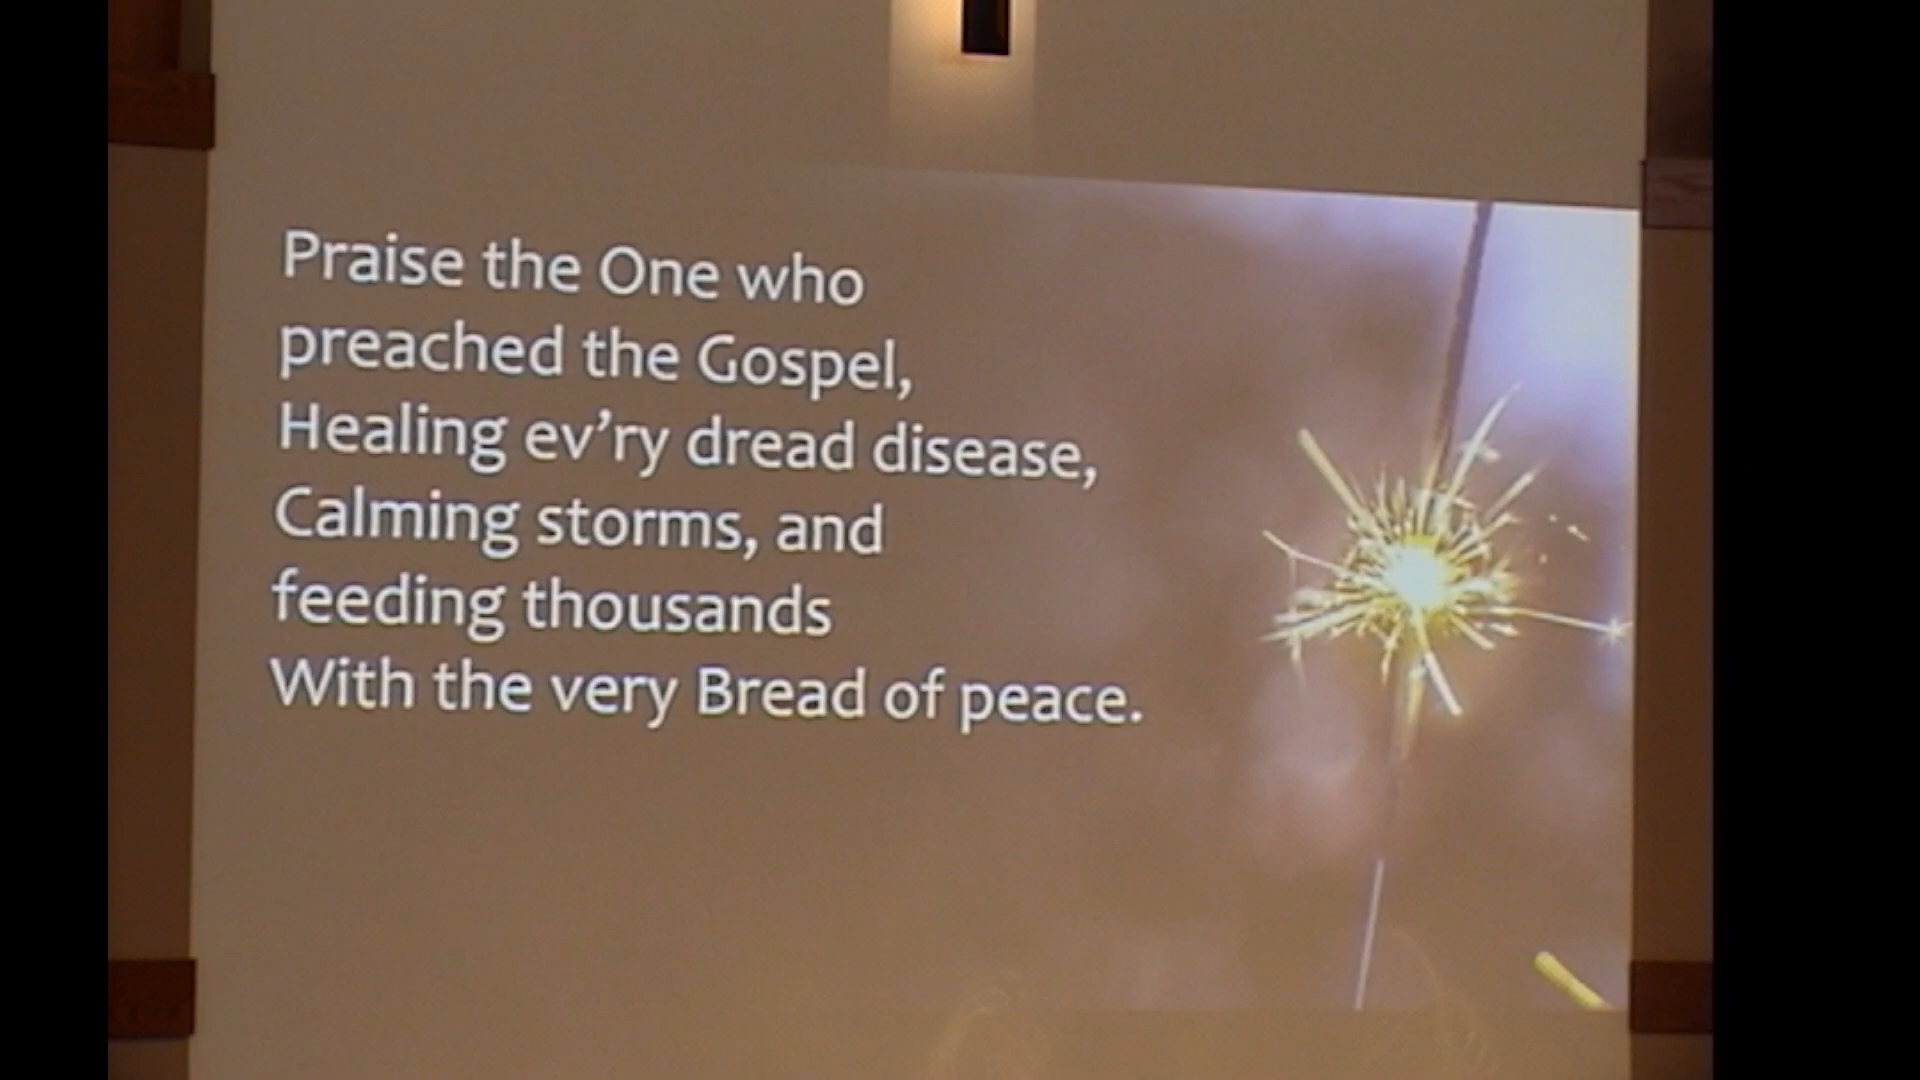 Praise the One who
preached the Gospel,
Healing ev’ry dread disease,
Calming storms, and
feeding thousands
With the very Bread of peace.